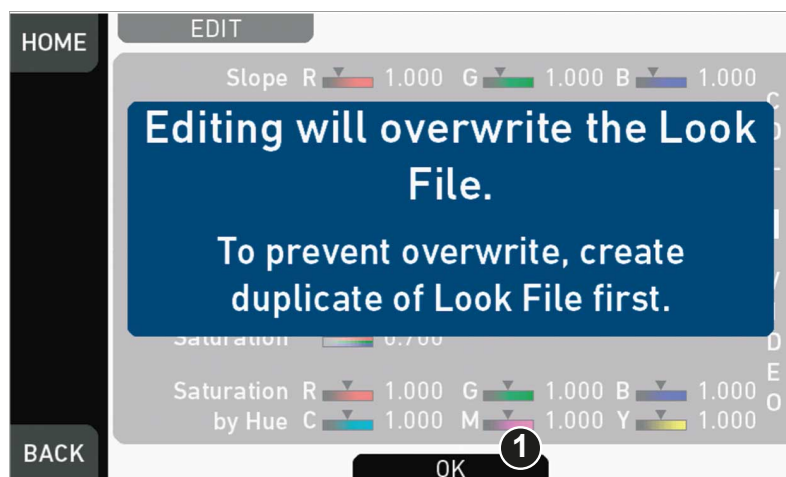 HOME
EDIT
Slope R 1.000 G 1.000 B 1.000
Editing will overwrite the Look
File.
To prevent overwrite, create
duplicate of Look File first.
Saturation 0.700
Saturation R 1.000 G 1.000 B 1.000
by Hue C 1.000 M 1.000 Y 1.000
BACK
OK
1